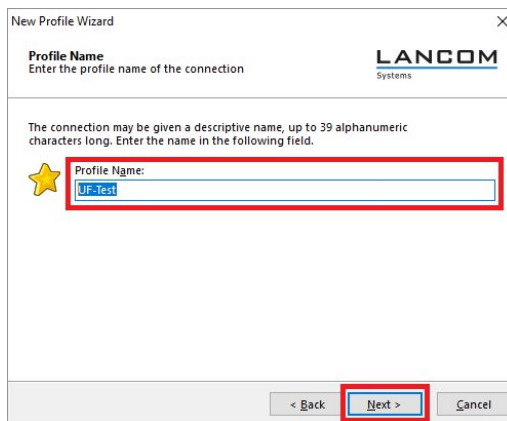 New Profile Wizard
Profile Name
Enter the profile name of the connection
LANCOM
Systems
The connection may be given a descriptive name, up to 39 alphanumeric
characters long. Enter the name in the following field.
Profile Name:
UF-Test
< Back
Next >
Cancel